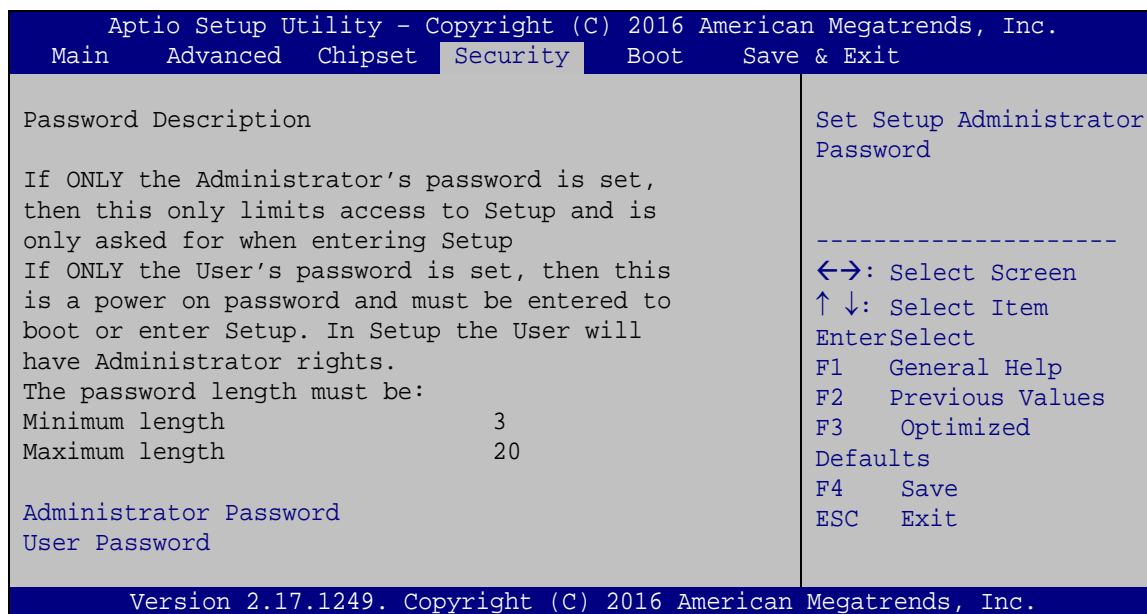 Aptio Setup Utility – Copyright (C) 2016 American Megatrends, Inc.
Main Advanced Chipset Security Boot Save & Exit
Password Description
If ONLY the Administrator’s password is set,
then this only limits access to Setup and is
only asked for when entering Setup
If ONLY the User’s password is set, then this
is a power on password and must be entered to
boot or enter Setup. In Setup the User will
have Administrator rights.
The password length must be:
Minimum length 3
Maximum length 20
Administrator Password
User Password
Set Setup Administrator
Password
---------------------
←→: Select Screen
↑ ↓: Select Item
EnterSelect
F1 General Help
F2 Previous Values
F3 Optimized
Defaults
F4 Save
ESC Exit
Version 2.17.1249. Copyright (C) 2016 American Megatrends, Inc.